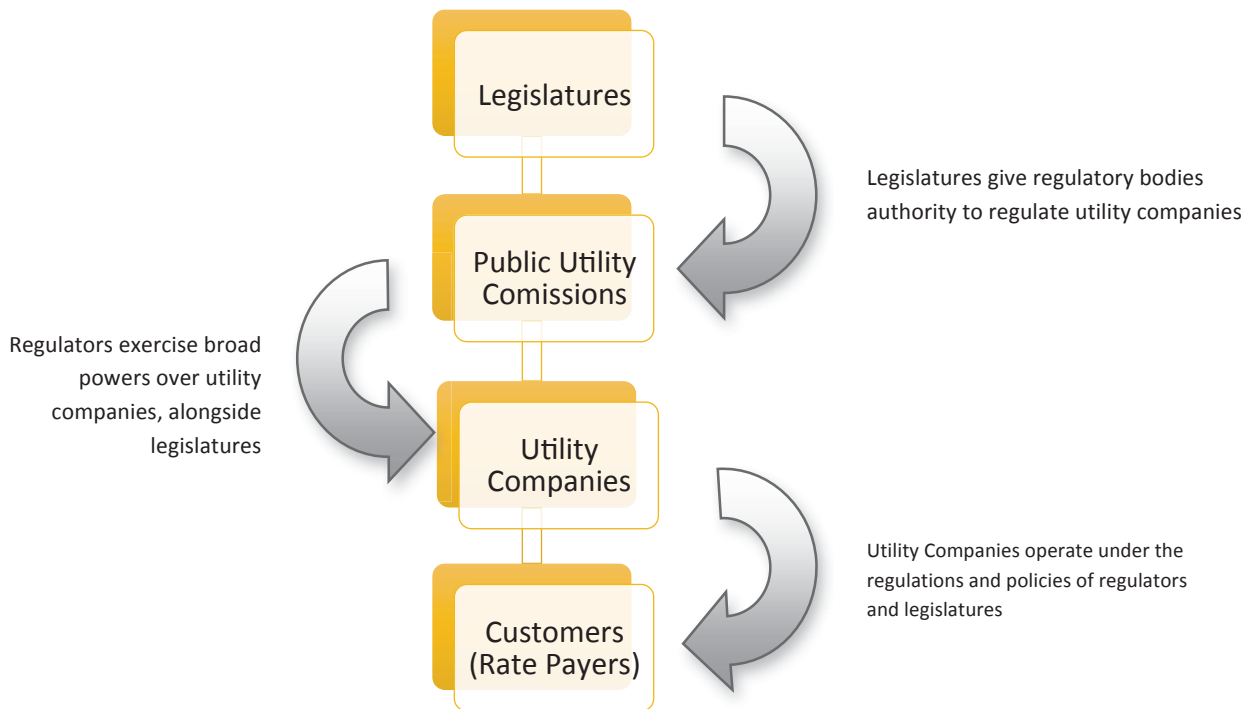 Legislatures
Legislatures give regulatory bodies
authority to regulate utility companies
Public Utility
Comissions
Regulators exercise broad
powers over utility
companies, alongside
legislatures
Utility
Companies
Utility Companies operate under the
regulations and policies of regulators
and legislatures
Customers
(Rate Payers)